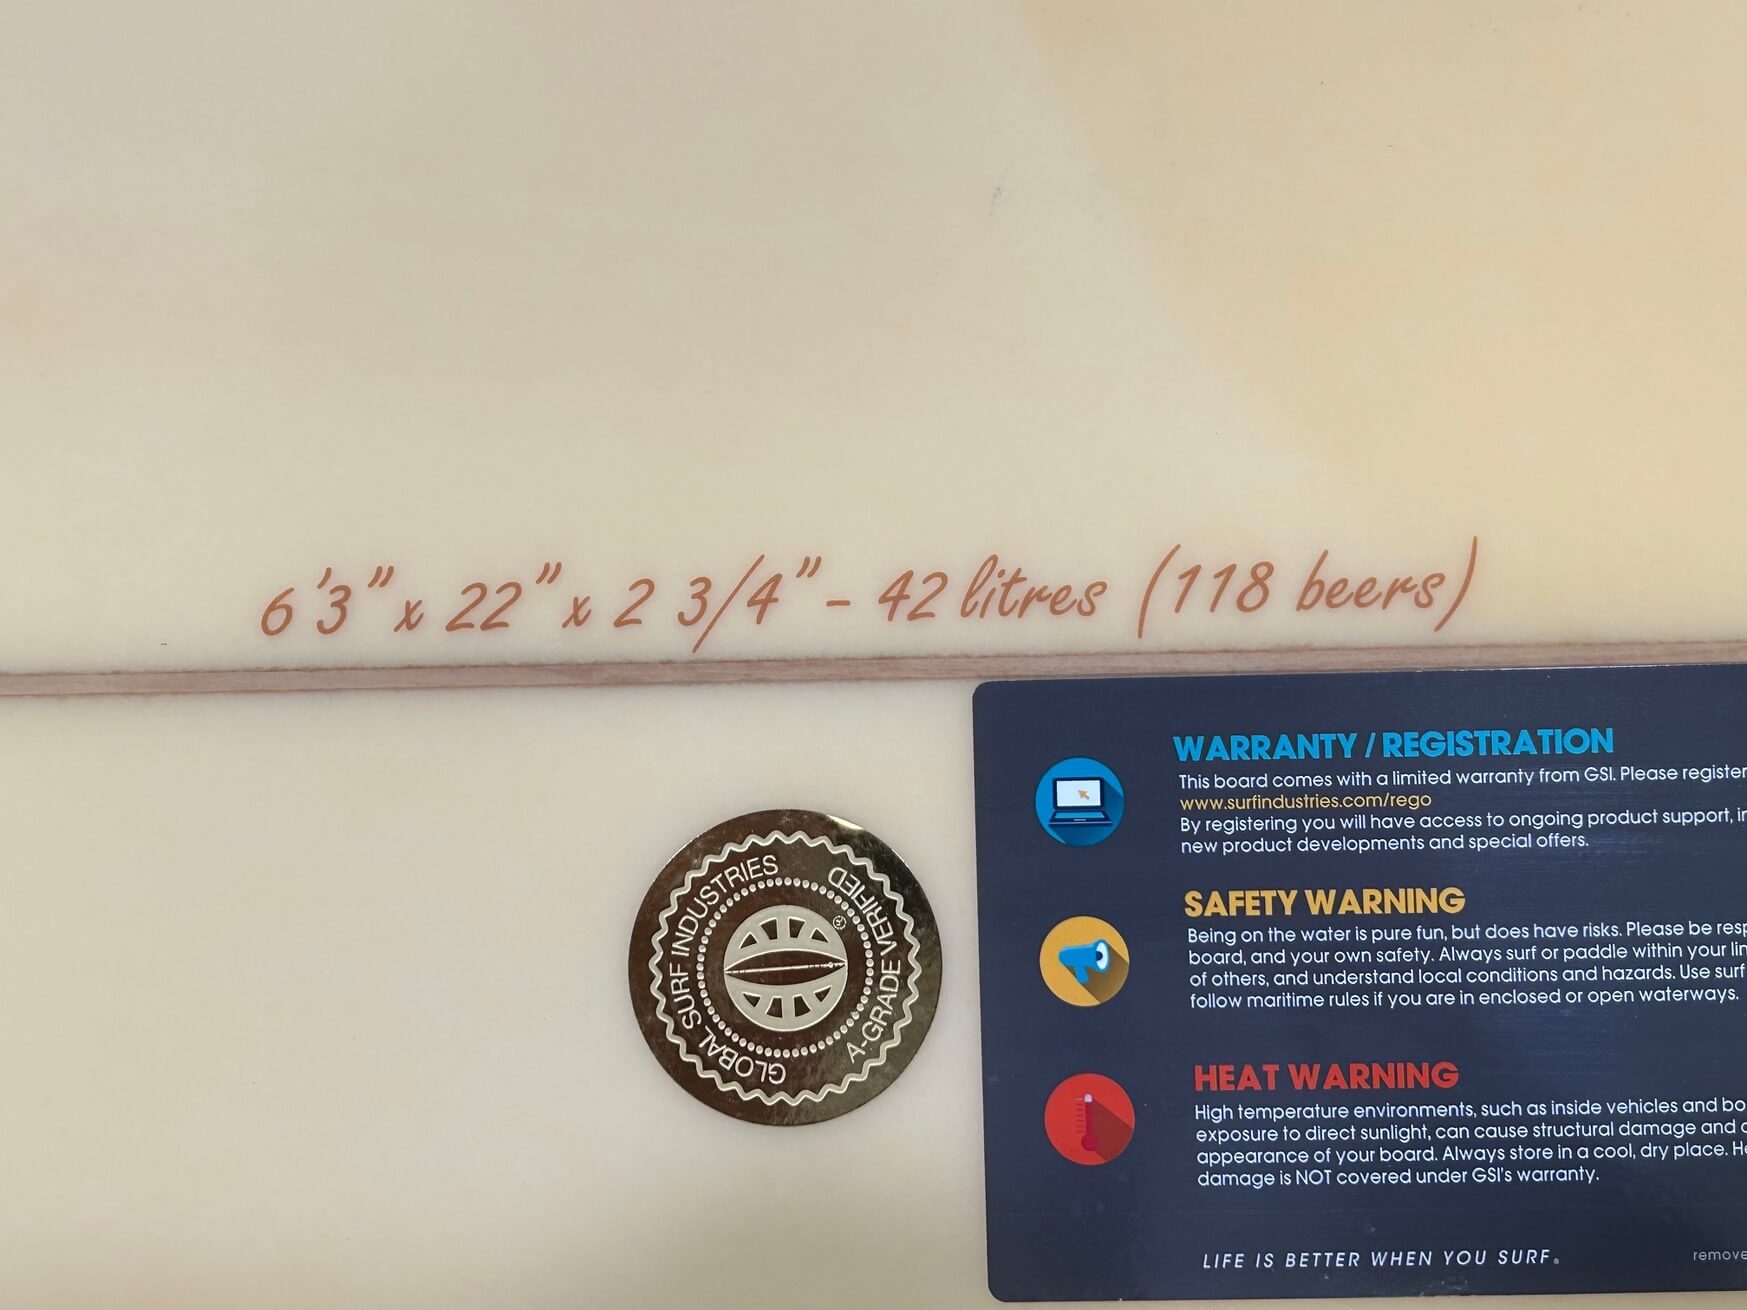 6'3" x 22" x 2 3/4" - 42 litres (118 beers)
GLOBAL SURF INDUSTRIES
A-GRADE VERIFIED
WARRANTY / REGISTRATION
This board comes with a limited warranty from GSI. Please register
www.surfindustries.com/rego
By registering you will have access to ongoing product support,
new product developments and special offers.
SAFETY WARNING
Being on the water is pure fun, but does have risks. Please be
board, and your own safety. Always surf or paddle within your
of others, and understand local conditions and hazards. Use surf
follow maritime rules if you are in enclosed or open waterways.
HEAT WARNING
High temperature environments, such as inside vehicles and
exposure to direct sunlight, can cause structural damage and
appearance of your board. Always store in a cool, dry place.
damage is NOT covered under GSI's warranty.
LIFE IS BETTER WHEN YOU SURF®
remove